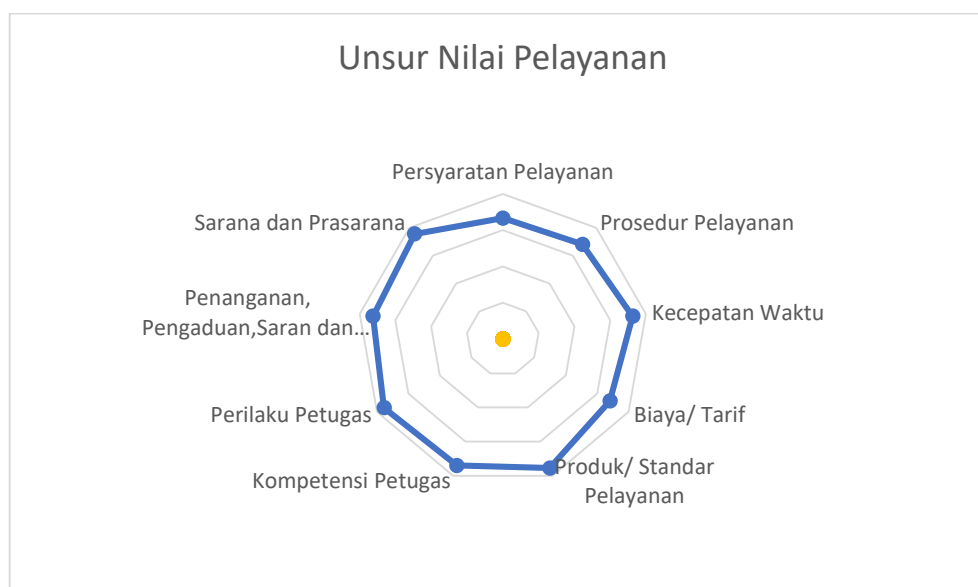 Unsur Nilai Pelayanan
Persyaratan Pelayanan
Prosedur Pelayanan
Kecepatan Waktu
Biaya/ Tarif
Produk/ Standar
Pelayanan
Kompetensi Petugas
Perilaku Petugas
Penanganan,
Pengaduan,Saran dan...
Sarana dan Prasarana